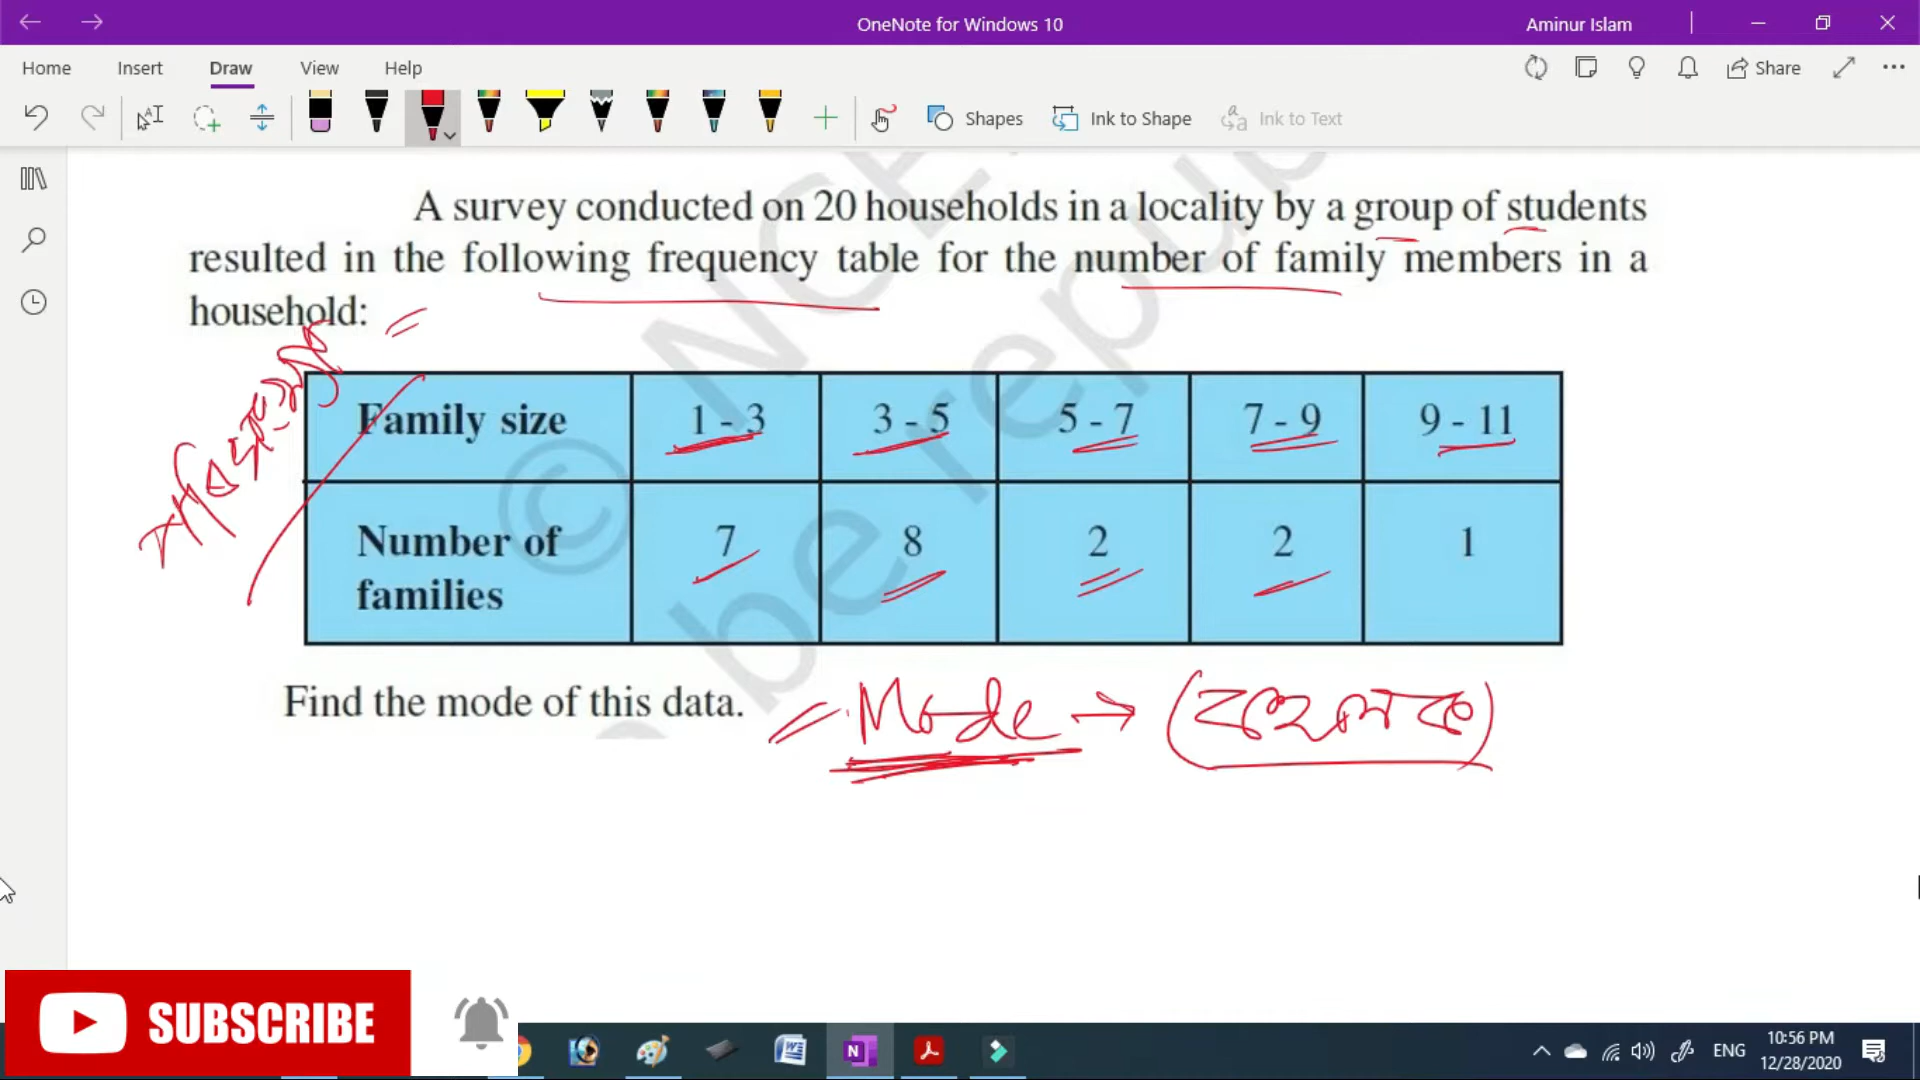 OneNote for Windows 10
Aminur Islam
Home Insert Draw View Help
Share
Shapes Ink to Shape Ink to Text
A survey conducted on 20 households in a locality by a group of students
resulted in the following frequency table for the number of family members in a
household:
Family size 1 - 3 3 - 5 5 - 7 7 - 9 9 - 11
Number of 7 8 2 2 1
families
Find the mode of this data. Mode → (বহুলক)
© be repub
SUBSCRIBE
ENG
10:56 PM
12/28/2020